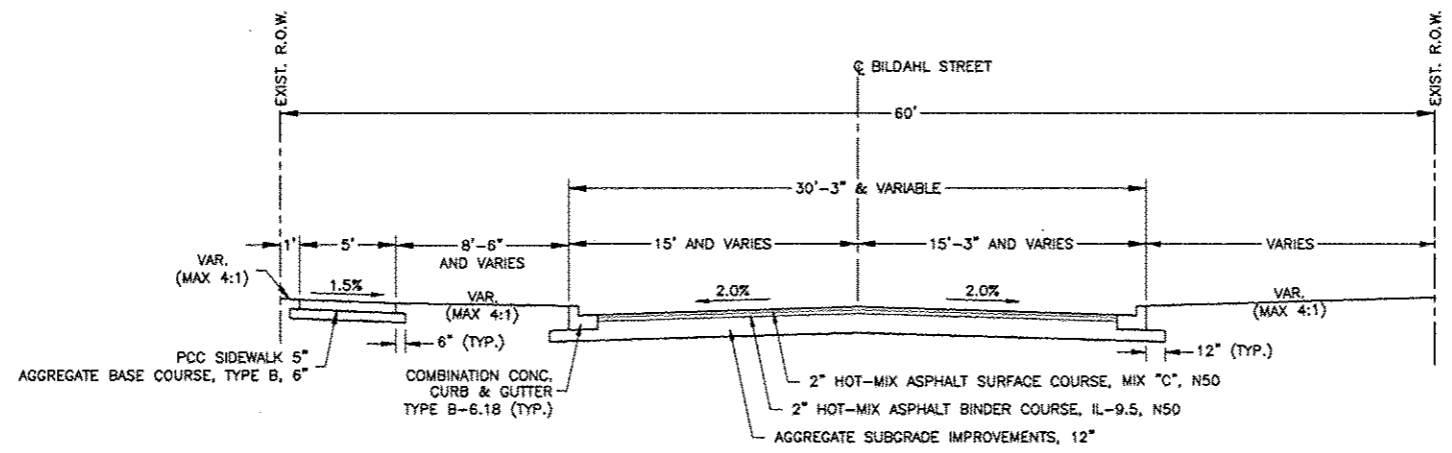 EXIST. R.O.W.
EXIST. R.O.W.
℄ BILDAHL STREET
60'
30'-3" & VARIABLE
1'
5'
8'-6"
AND VARIES
15' AND VARIES
15'-3" AND VARIES
VARIES
VAR.
(MAX 4:1)
1.5%
VAR.
(MAX 4:1)
2.0%
2.0%
VAR.
(MAX 4:1)
6" (TYP.)
12" (TYP.)
PCC SIDEWALK 5"
AGGREGATE BASE COURSE, TYPE B, 6"
COMBINATION CONC.
CURB & GUTTER
TYPE B-6.18 (TYP.)
2" HOT-MIX ASPHALT SURFACE COURSE, MIX "C", N50
2" HOT-MIX ASPHALT BINDER COURSE, IL-9.5, N50
AGGREGATE SUBGRADE IMPROVEMENTS, 12"